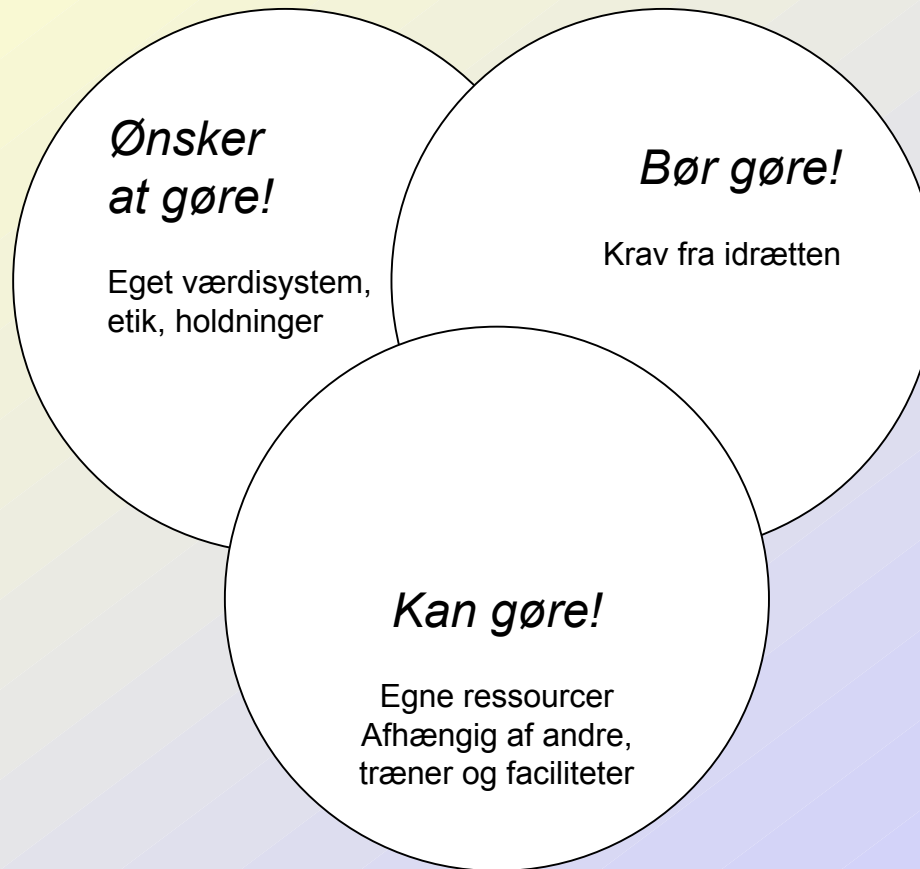 Ønsker
at gøre!
Eget værdisystem,
etik, holdninger
Bør gøre!
Krav fra idrætten
Kan gøre!
Egne ressourcer
Afhængig af andre,
træner og faciliteter